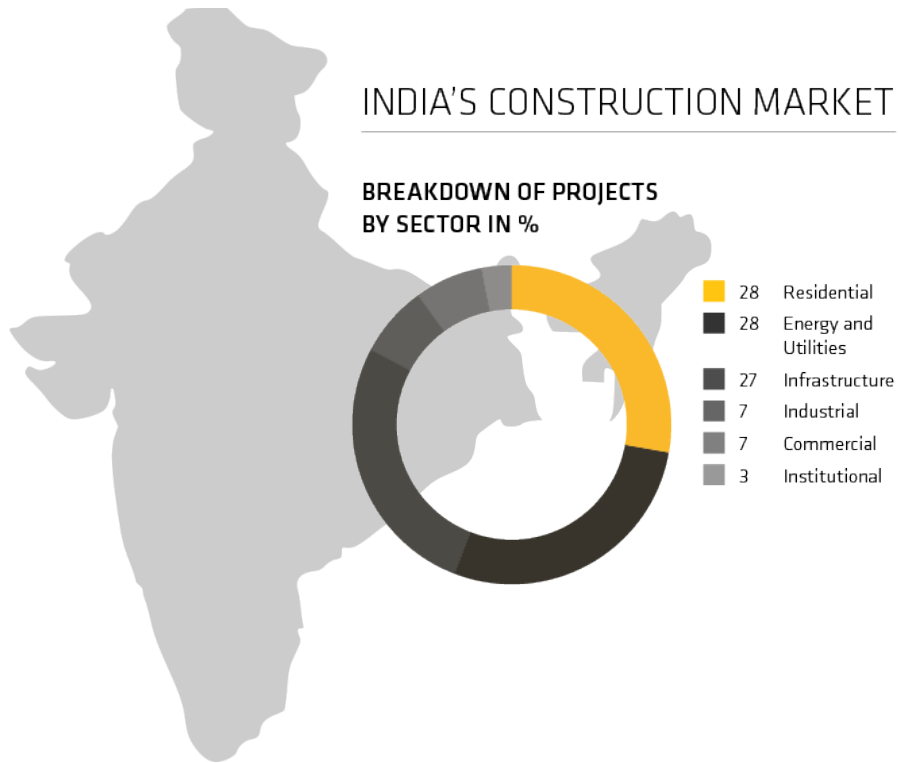 INDIA'S CONSTRUCTION MARKET
BREAKDOWN OF PROJECTS
BY SECTOR IN %
28 Residential
28 Energy and
Utilities
27 Infrastructure
7 Industrial
7 Commercial
3 Institutional